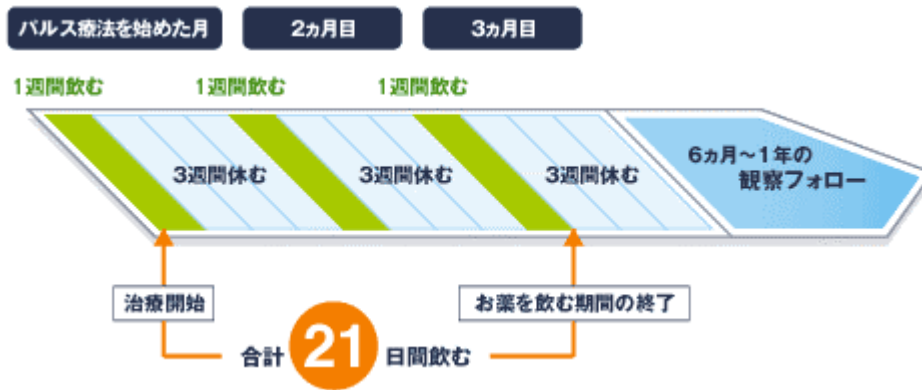 パルス療法を始めた月
2ヵ月目
3ヵ月目
1週間飲む
1週間飲む
1週間飲む
3週間休む
3週間休む
3週間休む
6ヵ月～1年の
観察フォロー
治療開始
お薬を飲む期間の終了
合計21日間飲む